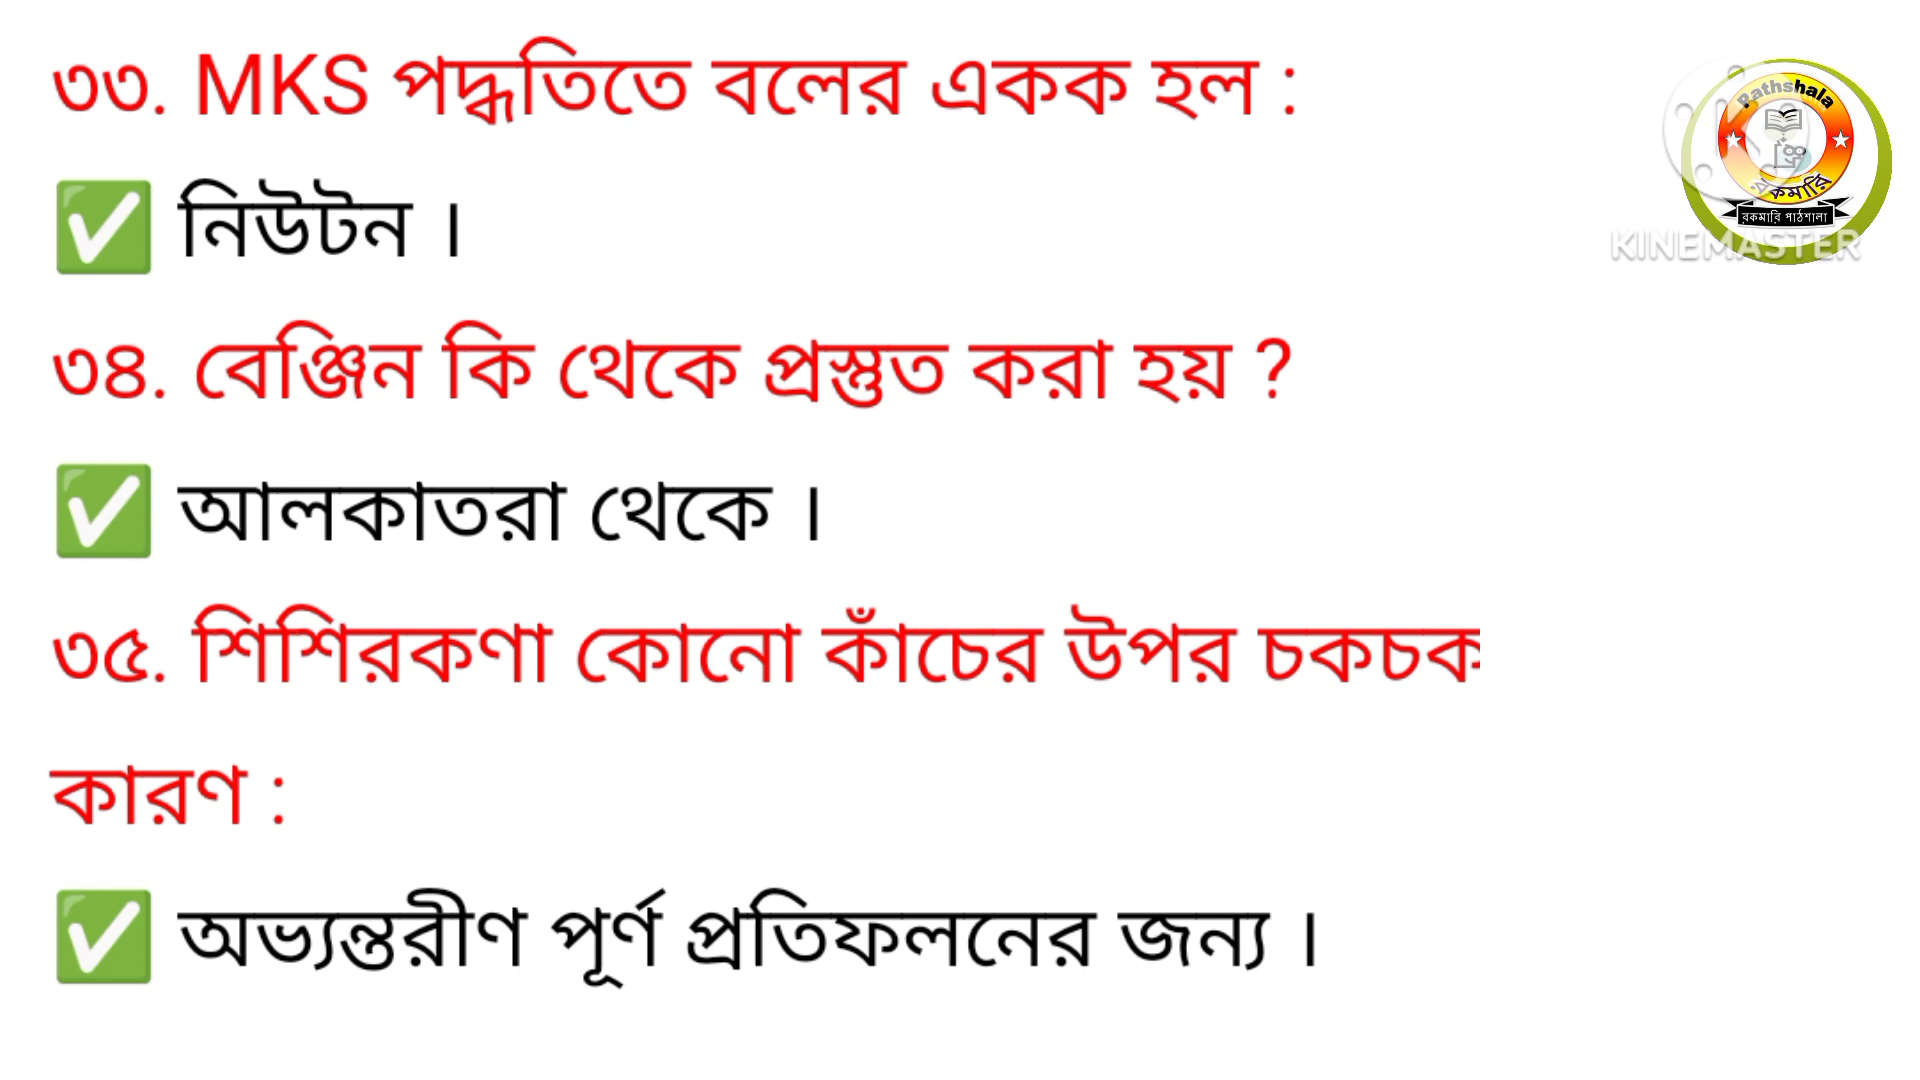 ৩৩. MKS পদ্ধতিতে বলের একক হল :
✅ নিউটন ।
৩৪. বেঞ্জিন কি থেকে প্রস্তুত করা হয় ?
✅ আলকাতরা থেকে ।
৩৫. শিশিরকণা কোনো কাঁচের উপর চকচক
কারণ :
✅ অভ্যন্তরীণ পূর্ণ প্রতিফলনের জন্য ।
Pathshala
রকমারি
রকমারি পাঠশালা
KINEMASTER